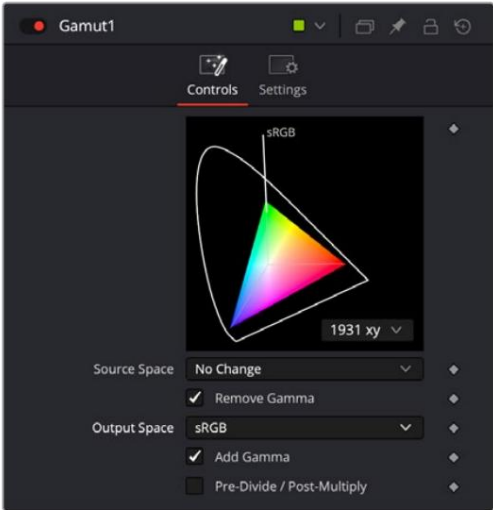 Gamut1
Controls Settings
sRGB
1931 xy
Source Space No Change
Remove Gamma
Output Space sRGB
Add Gamma
Pre-Divide / Post-Multiply